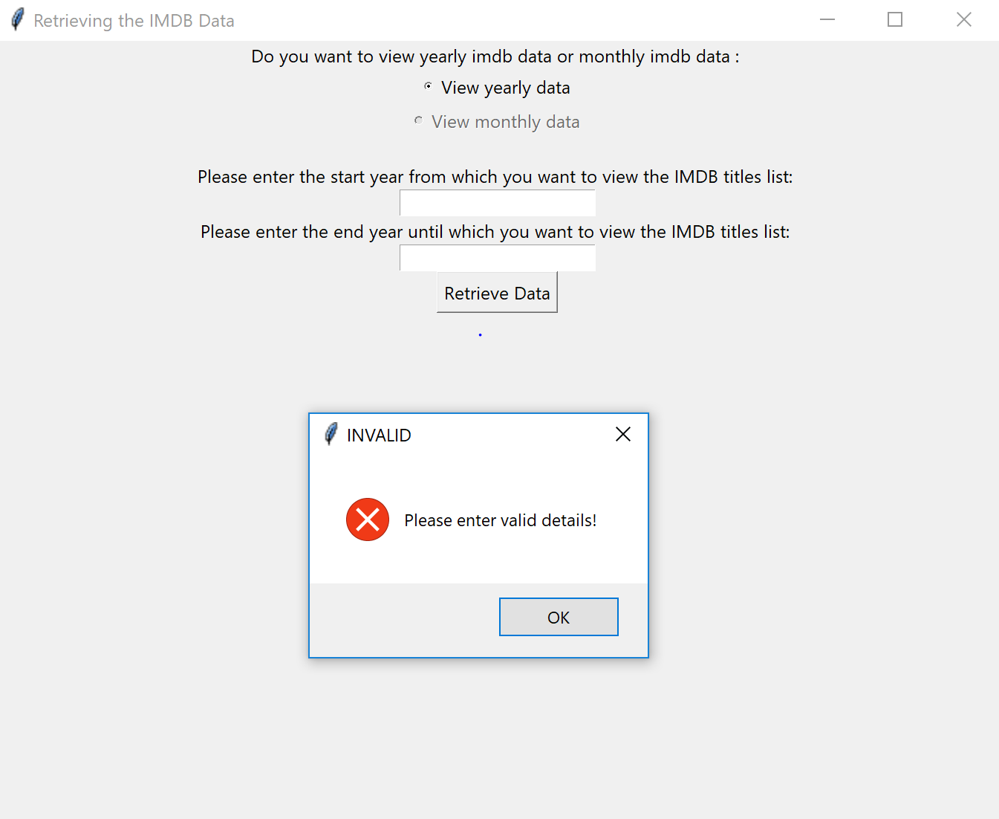 Retrieving the IMDB Data
Do you want to view yearly imdb data or monthly imdb data :
View yearly data
View monthly data
Please enter the start year from which you want to view the IMDB titles list:
Please enter the end year until which you want to view the IMDB titles list:
Retrieve Data
.
INVALID
Please enter valid details!
OK